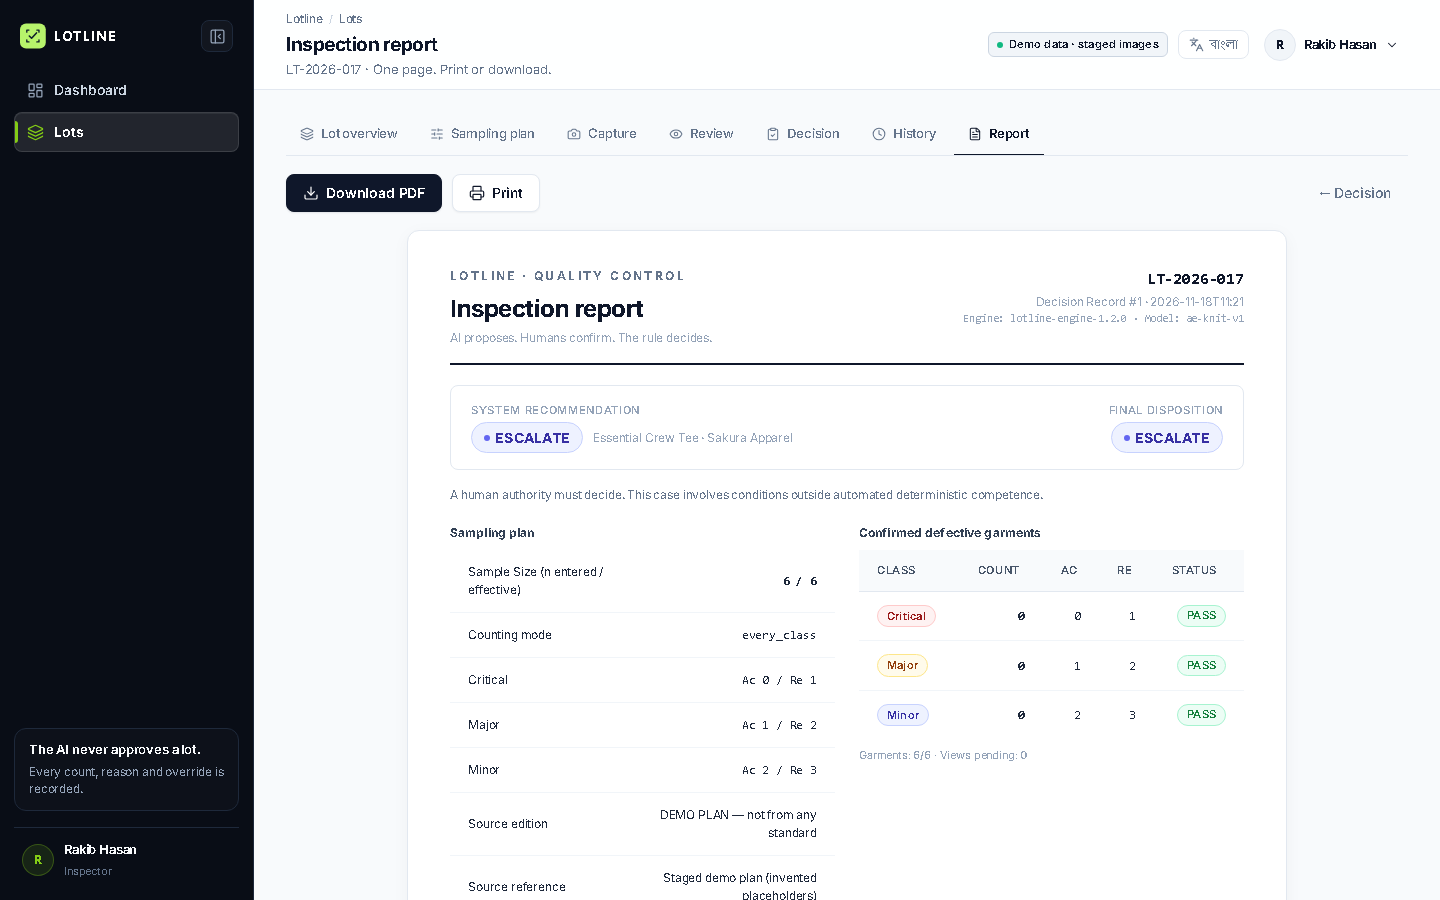 LOTLINE
Dashboard
Lots
The AI never approves a lot.
Every count, reason and override is
recorded.
R
Rakib Hasan
Inspector
Lotline / Lots
Inspection report
LT-2026-017 · One page. Print or download.
Demo data · staged images
বাংলা
R
Rakib Hasan
Lot overview
Sampling plan
Capture
Review
Decision
History
Report
Download PDF
Print
← Decision
LOTLINE · QUALITY CONTROL
Inspection report
AI proposes. Humans confirm. The rule decides.
LT-2026-017
Decision Record #1 · 2026-11-18T11:21
Engine: lotline-engine-1.2.0 · Model: ae-knit-v1
SYSTEM RECOMMENDATION
ESCALATE
Essential Crew Tee · Sakura Apparel
FINAL DISPOSITION
ESCALATE
A human authority must decide. This case involves conditions outside automated deterministic competence.
Sampling plan
Sample Size (n entered /
effective)
6 / 6
Counting mode
every_class
Critical
Ac 0 / Re 1
Major
Ac 1 / Re 2
Minor
Ac 2 / Re 3
Source edition
DEMO PLAN — not from any
standard
Source reference
Staged demo plan (invented
placeholders)
Confirmed defective garments
CLASS COUNT AC RE STATUS
Critical 0 0 1 PASS
Major 0 1 2 PASS
Minor 0 2 3 PASS
Garments: 6/6 · Views pending: 0